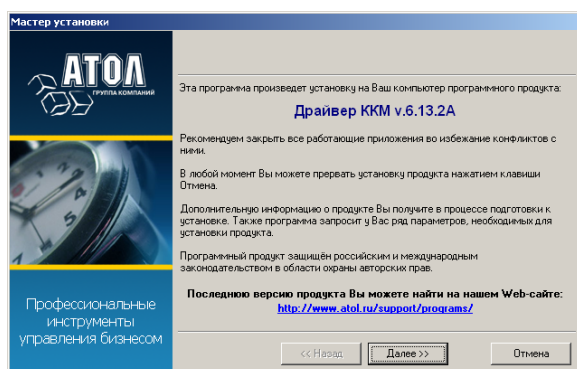 Мастер установки
АТОЛ
ГРУППА КОМПАНИЙ
Эта программа произведет установку на Ваш компьютер программного продукта:
Драйвер ККМ v.6.13.2A
Рекомендуем закрыть все работающие приложения во избежание конфликтов с
ними.
В любой момент Вы можете прервать установку продукта нажатием клавиши
Отмена.
Дополнительную информацию о продукте Вы получите в процессе подготовки к
установке. Также программа запросит у Вас ряд параметров, необходимых для
установки продукта.
Программный продукт защищён российским и международным
законодательством в области охраны авторских прав.
Последнюю версию продукта Вы можете найти на нашем Web-сайте:
http://www.atol.ru/support/programs/
Профессиональные
инструменты
управления бизнесом
<< Назад
Далее >>
Отмена